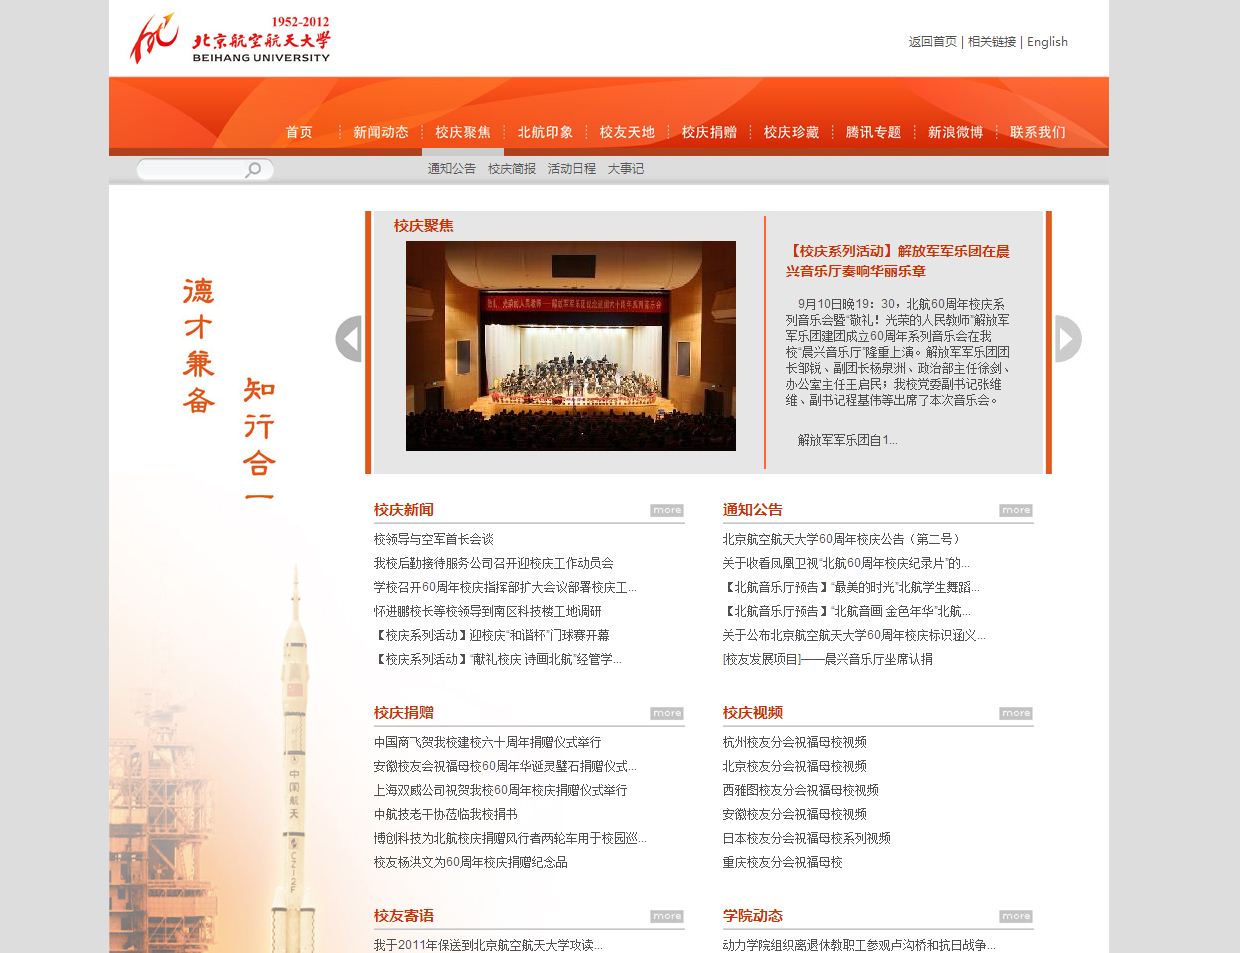 1952-2012
北京航空航天大学
BEIHANG UNIVERSITY
返回首页 | 相关链接 | English
首页 新闻动态 校庆聚焦 北航印象 校友天地 校庆捐赠 校庆珍藏 腾讯专题 新浪微博 联系我们
通知公告 校庆简报 活动日程 大事记
德才兼备
知行合一
校庆聚焦
【校庆系列活动】解放军军乐团在晨
兴音乐厅奏响华丽乐章
9月10日晚19：30，北航60周年校庆系
列音乐会暨“敬礼！光荣的人民教师”解放军
军乐团建团成立60周年系列音乐会在我
校“晨兴音乐厅”隆重上演。解放军军乐团团
长邹锐、副团长杨泉洲、政治部主任徐剑、
办公室主任王启民；我校党委副书记张维
维、副书记程基伟等出席了本次音乐会。
解放军军乐团自1...
校庆新闻 more
校领导与空军首长会谈
我校后勤接待服务公司召开迎校庆工作动员会
学校召开60周年校庆指挥部扩大会议部署校庆工...
怀进鹏校长等校领导到南区科技楼工地调研
【校庆系列活动】迎校庆“和谐杯”门球赛开幕
【校庆系列活动】“献礼校庆 诗画北航”经管学...
通知公告 more
北京航空航天大学60周年校庆公告（第二号）
关于收看凤凰卫视“北航60周年校庆纪录片”的...
【北航音乐厅预告】“最美的时光”北航学生舞蹈...
【北航音乐厅预告】“北航音画 金色年华”北航...
关于公布北京航空航天大学60周年校庆标识涵义...
[校友发展项目]——晨兴音乐厅坐席认捐
校庆捐赠 more
中国商飞贺我校建校六十周年捐赠仪式举行
安徽校友会祝福母校60周年华诞灵璧石捐赠仪式...
上海双威公司祝贺我校60周年校庆捐赠仪式举行
中航技老干协莅临我校捐书
博创科技为北航校庆捐赠风行者两轮车用于校园巡...
校友杨洪文为60周年校庆捐赠纪念品
校庆视频 more
杭州校友分会祝福母校视频
北京校友分会祝福母校视频
西雅图校友分会祝福母校视频
安徽校友分会祝福母校视频
日本校友分会祝福母校系列视频
重庆校友分会祝福母校
中国航天
CZ-2F
校友寄语 more
我于2011年保送到北京航空航天大学攻读...
学院动态 more
动力学院组织离退休教职工参观卢沟桥和抗日战争...